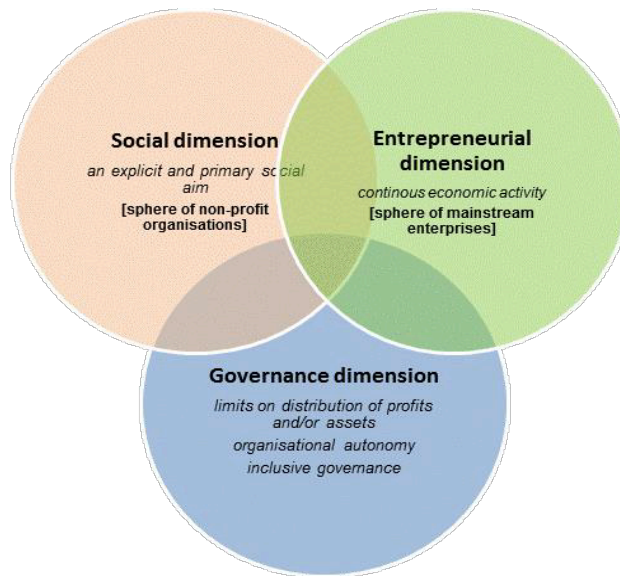 Social dimension
an explicit and primary social
aim
[sphere of non-profit
organisations]
Entrepreneurial
dimension
continous economic activity
[sphere of mainstream
enterprises]
Governance dimension
limits on distribution of profits
and/or assets
organisational autonomy
inclusive governance